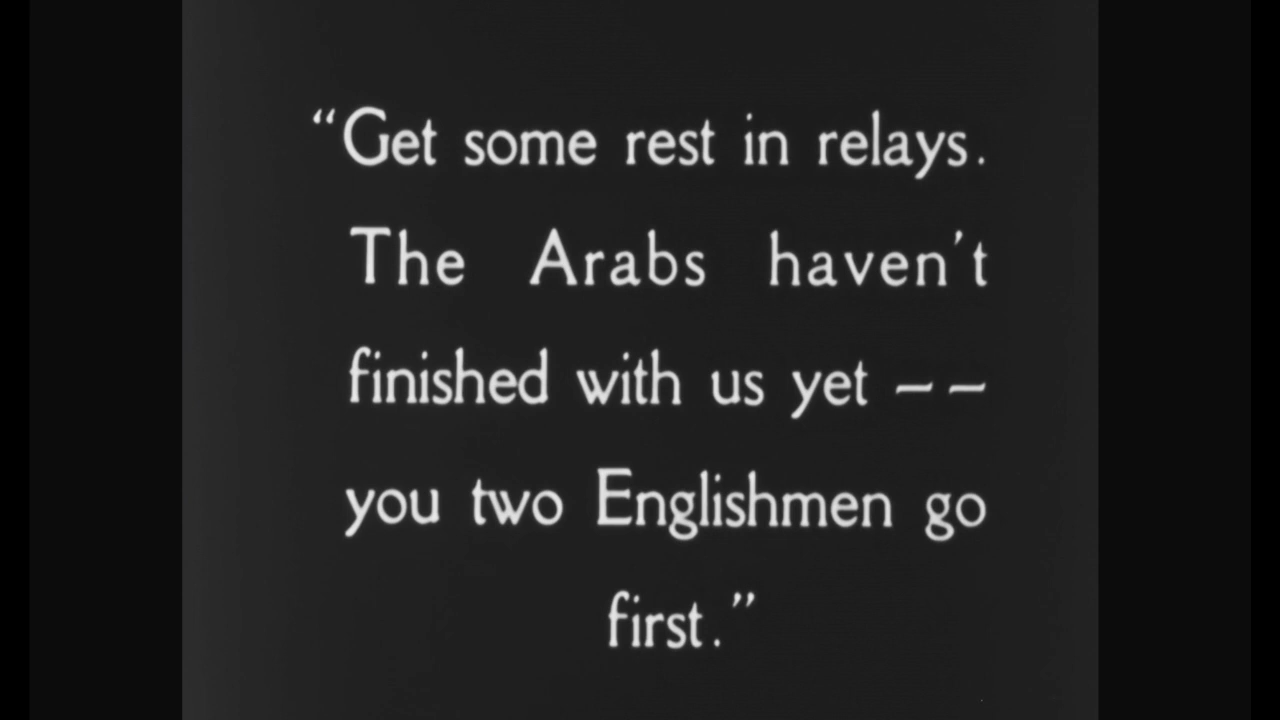 “Get some rest in relays.
The Arabs haven't
finished with us yet — —
you two Englishmen go
first.”